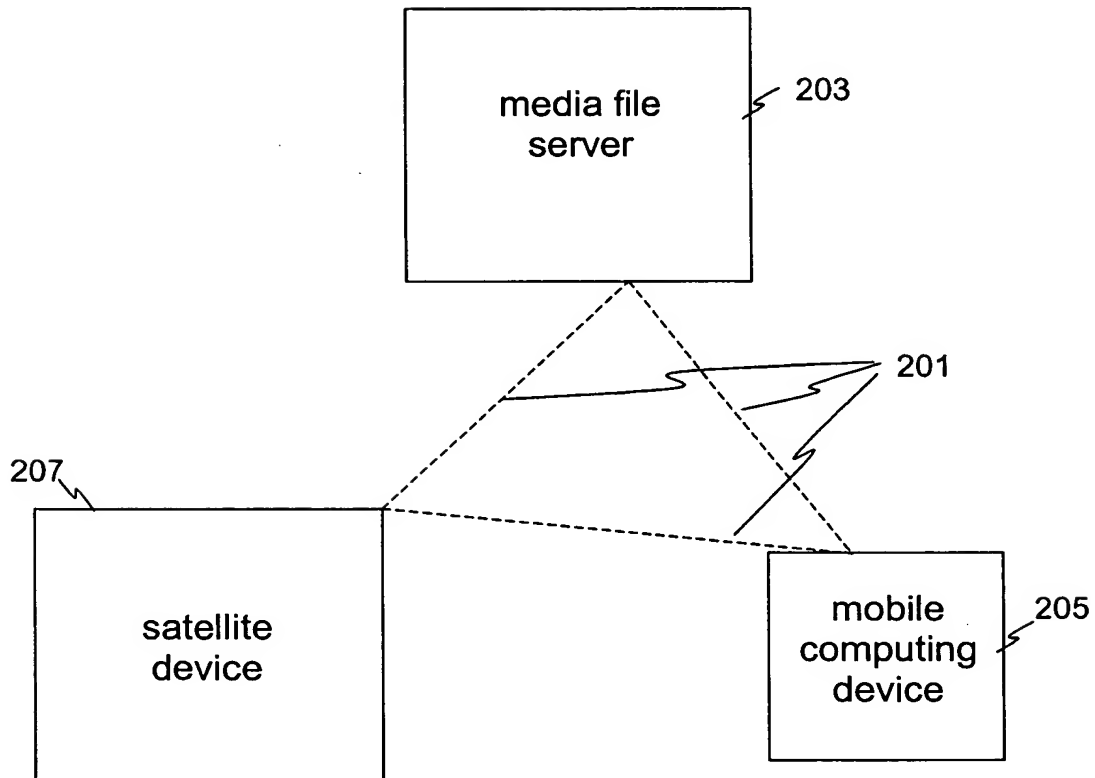 media file
server
203
201
207
satellite
device
mobile
computing
device
205